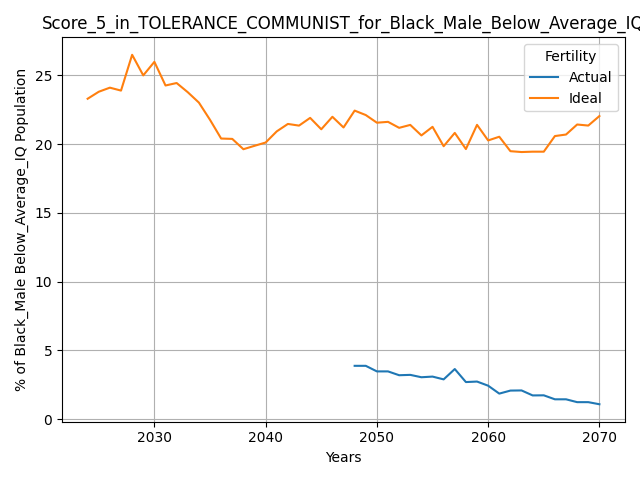 Score_5_in_TOLERANCE_COMMUNIST_for_Black_Male_Below_Average_IQ
% of Black_Male Below_Average_IQ Population
25
20
15
10
5
0
Fertility
Actual
Ideal
2030
2040
2050
2060
2070
Years